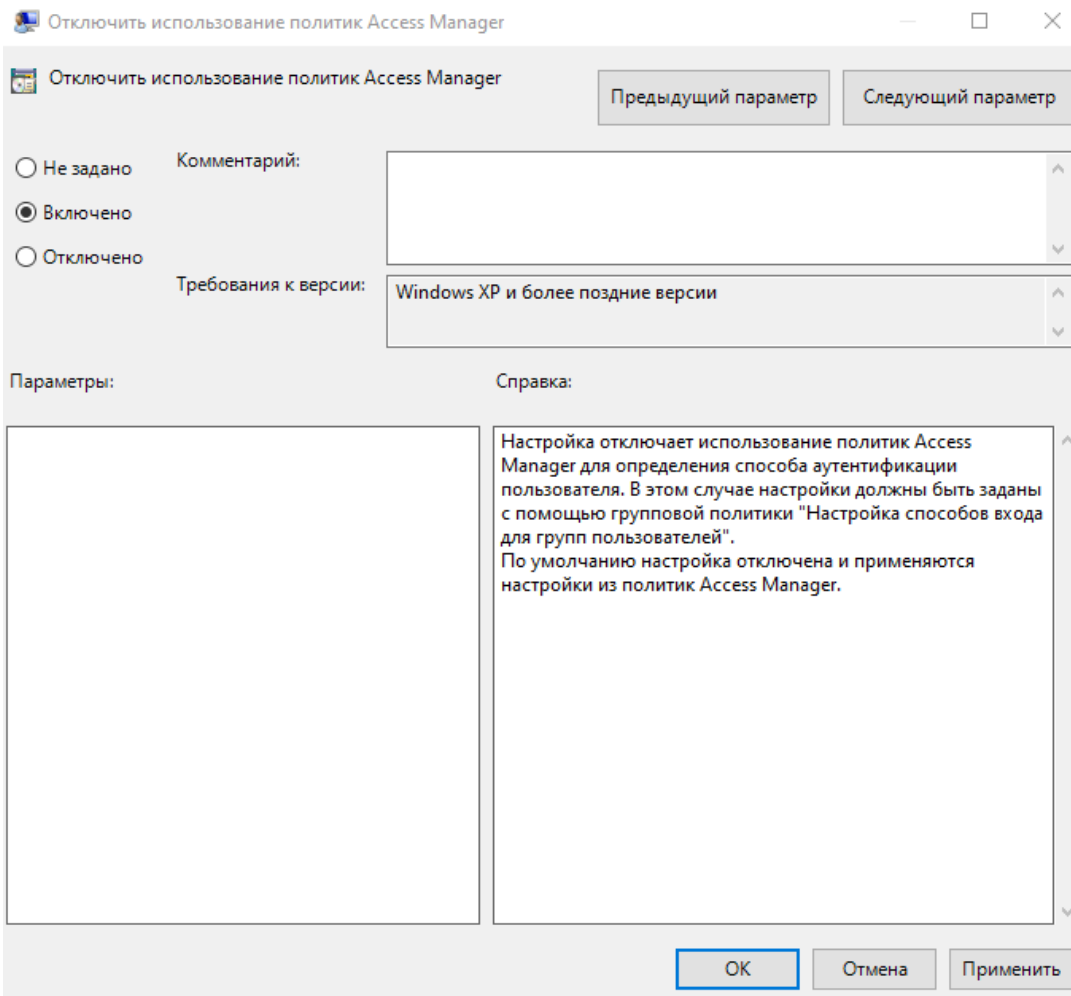 Отключить использование политик Access Manager
Отключить использование политик Access Manager
Предыдущий параметр
Следующий параметр
Не задано
Комментарий:
Включено
Отключено
Требования к версии:
Windows XP и более поздние версии
Параметры:
Справка:
Настройка отключает использование политик Access
Manager для определения способа аутентификации
пользователя. В этом случае настройки должны быть заданы
с помощью групповой политики "Настройка способов входа
для групп пользователей".
По умолчанию настройка отключена и применяются
настройки из политик Access Manager.
ОК
Отмена
Применить